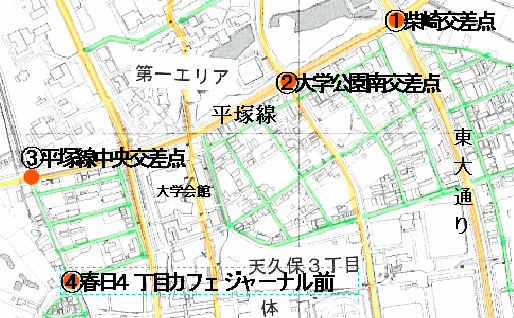 ①柴崎交差点
第一エリア
②大学公園南交差点
平塚線
東大通り
③平塚線中央交差点
大学会館
天久保3丁目
④春日4丁目カフェジャーナル前
体